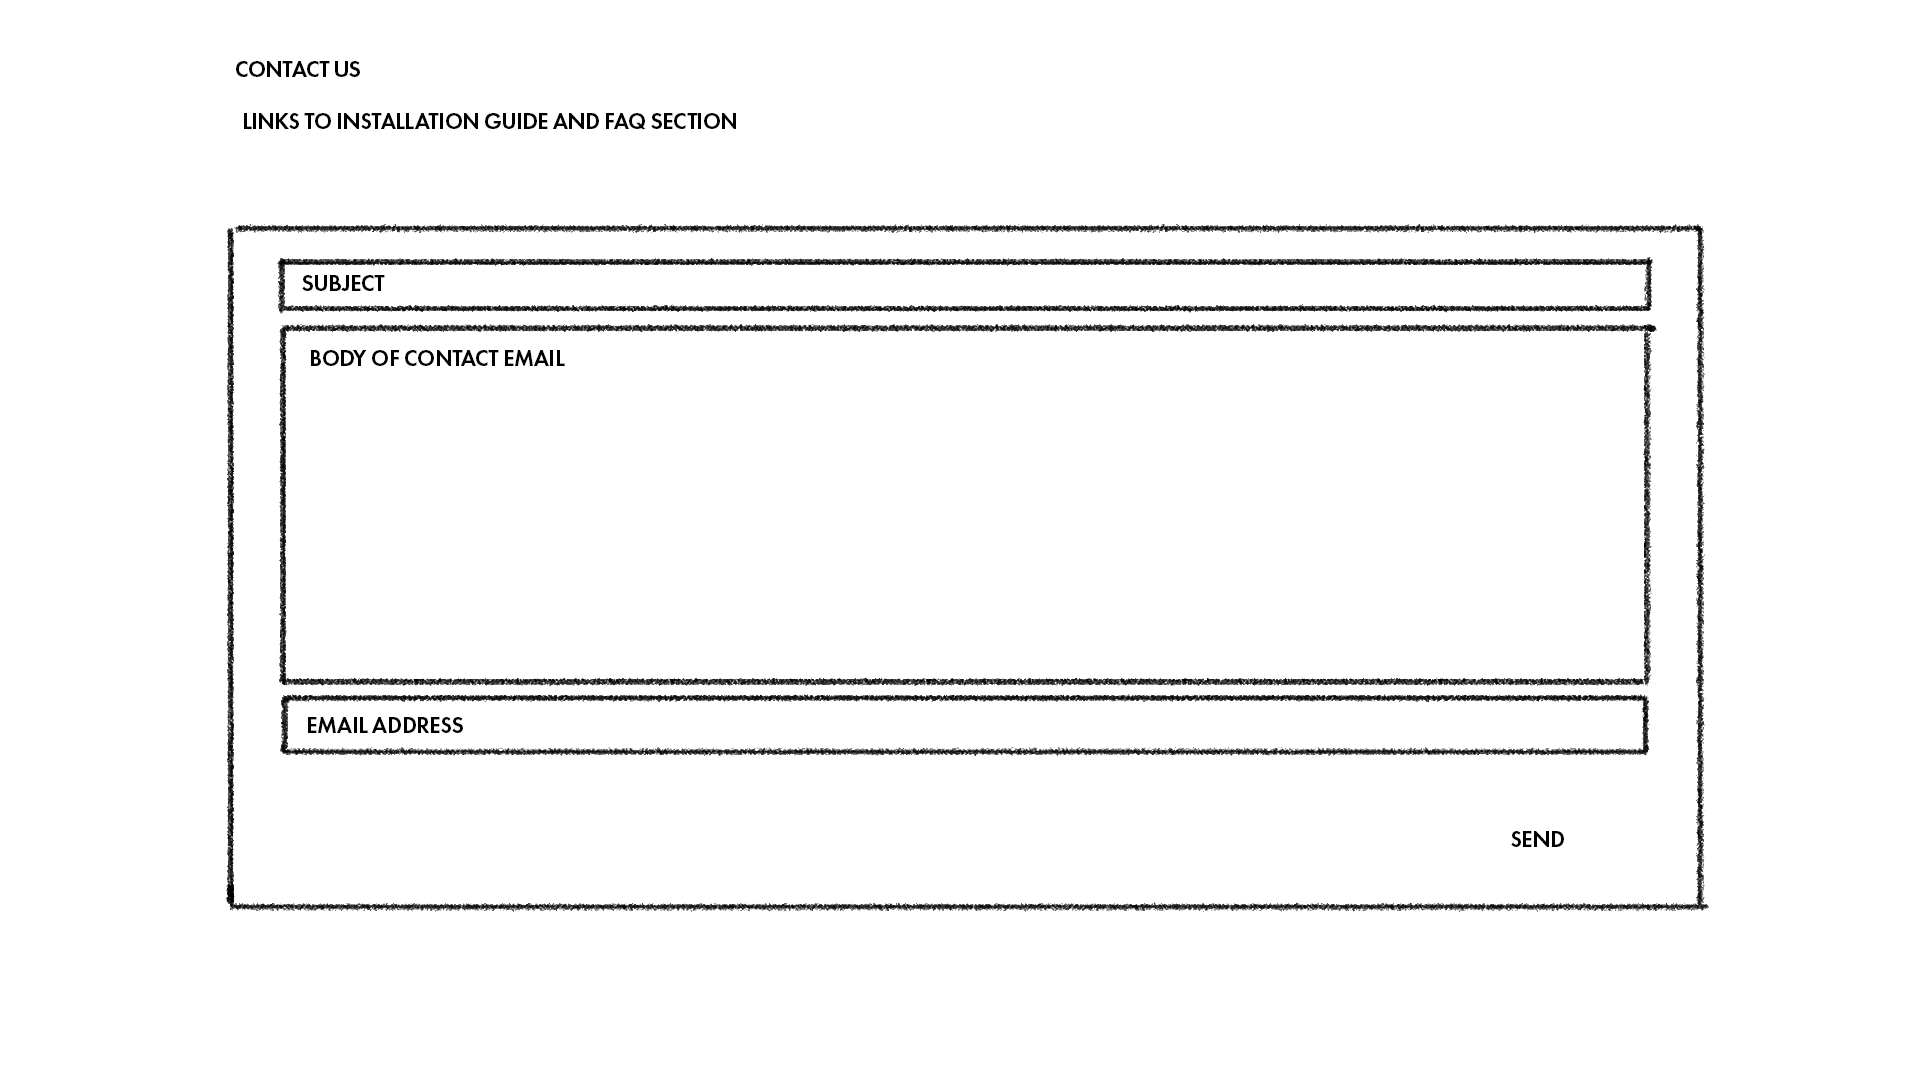 CONTACT US
LINKS TO INSTALLATION GUIDE AND FAQ SECTION
SUBJECT
BODY OF CONTACT EMAIL
EMAIL ADDRESS
SEND